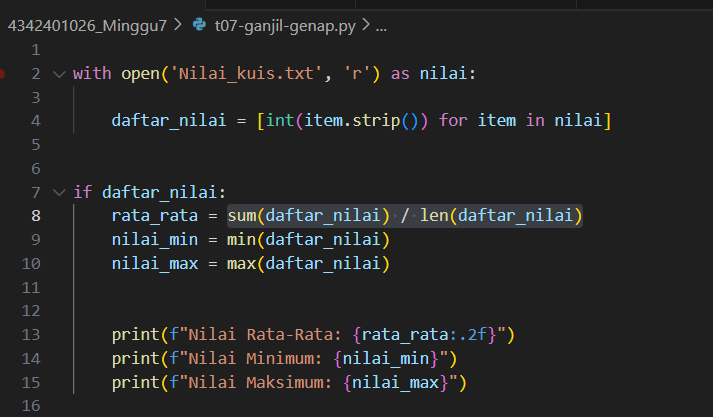 4342401026_Minggu7 > t07-ganjil-genap.py > ...
1
2 with open('Nilai_kuis.txt', 'r') as nilai:
3
4     daftar_nilai = [int(item.strip()) for item in nilai]
5
6
7 if daftar_nilai:
8     rata_rata = sum(daftar_nilai) / len(daftar_nilai)
9     nilai_min = min(daftar_nilai)
10     nilai_max = max(daftar_nilai)
11
12
13     print(f"Nilai Rata-Rata: {rata_rata:.2f}")
14     print(f"Nilai Minimum: {nilai_min}")
15     print(f"Nilai Maksimum: {nilai_max}")
16